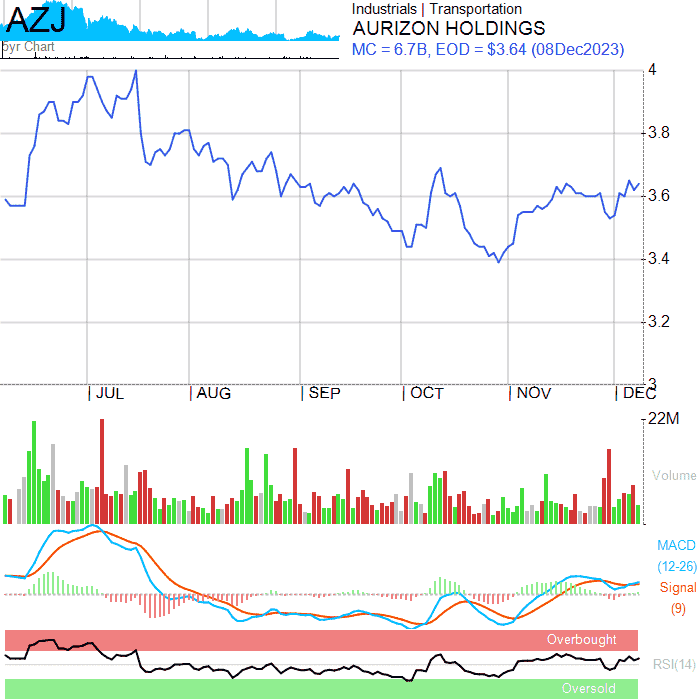 AZJ
5yr Chart
Industrials | Transportation
AURIZON HOLDINGS
MC = 6.7B, EOD = $3.64 (08Dec2023)
4
3.8
3.6
3.4
3.2
3
JUL AUG SEP OCT NOV DEC
22M
Volume
MACD
(12-26)
Signal
(9)
Overbought
RSI(14)
Oversold